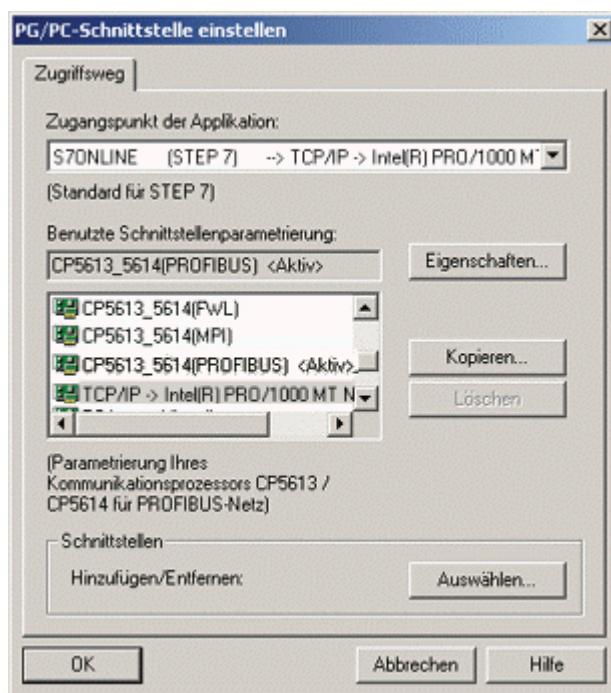 PG/PC-Schnittstelle einstellen
Zugriffsweg
Zugangspunkt der Applikation:
S7ONLINE (STEP 7) --> TCP/IP -> Intel(R) PRO/1000 MT
(Standard für STEP 7)
Benutzte Schnittstellenparametrierung:
CP5613_5614(PROFIBUS) <Aktiv>
Eigenschaften...
CP5613_5614(FWL)
CP5613_5614(MPI)
CP5613_5614(PROFIBUS) <Aktiv>
TCP/IP -> Intel(R) PRO/1000 MT N
Kopieren...
Löschen
(Parametrierung Ihres
Kommunikationsprozessors CP5613 /
CP5614 für PROFIBUS-Netz)
Schnittstellen
Hinzufügen/Entfernen:
Auswählen...
OK
Abbrechen
Hilfe